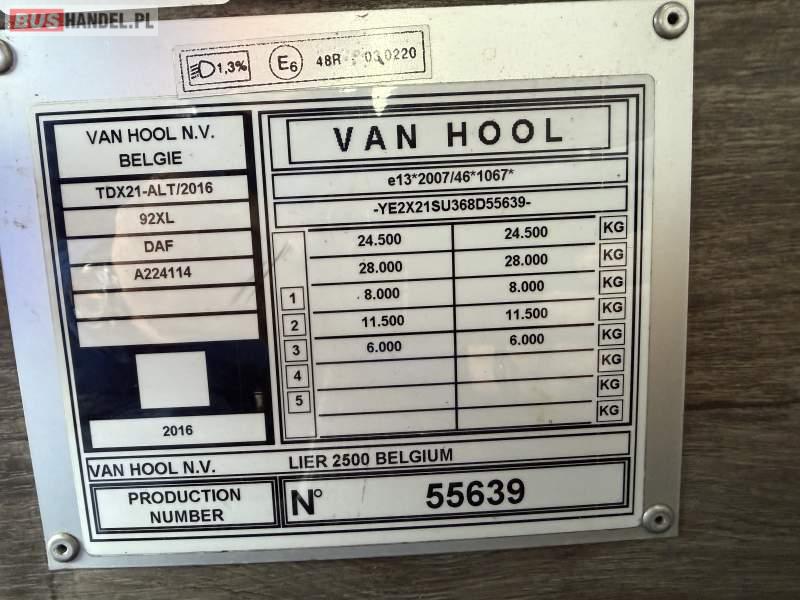 BUSHANDEL.PL
1,3% E6 48R 03 0220
VAN HOOL N.V.
BELGIE
TDX21-ALT/2016
92XL
DAF
A224114
2016
VAN HOOL
e13*2007/46*1067*
-YE2X21SU368D55639-
24.500 24.500 KG
28.000 28.000 KG
1 8.000 8.000 KG
2 11.500 11.500 KG
3 6.000 6.000 KG
4 KG
5 KG
KG
VAN HOOL N.V. LIER 2500 BELGIUM
PRODUCTION
NUMBER
N° 55639